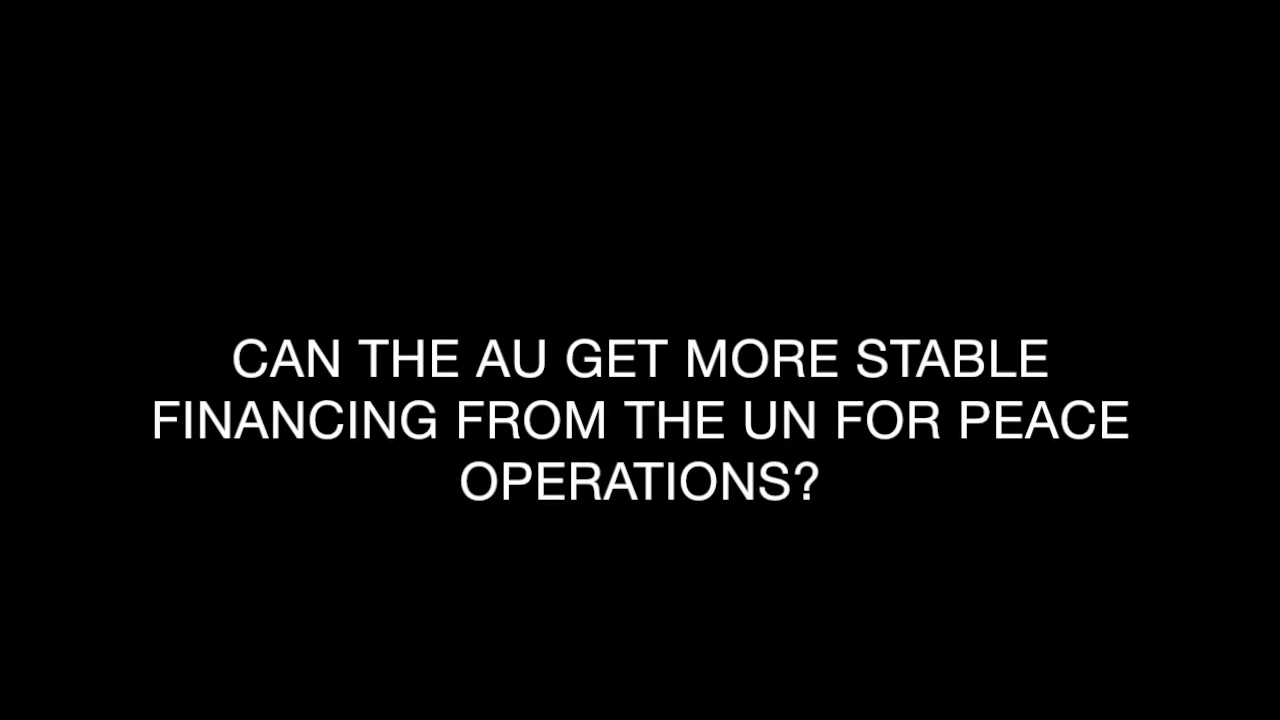 CAN THE AU GET MORE STABLE
FINANCING FROM THE UN FOR PEACE
OPERATIONS?